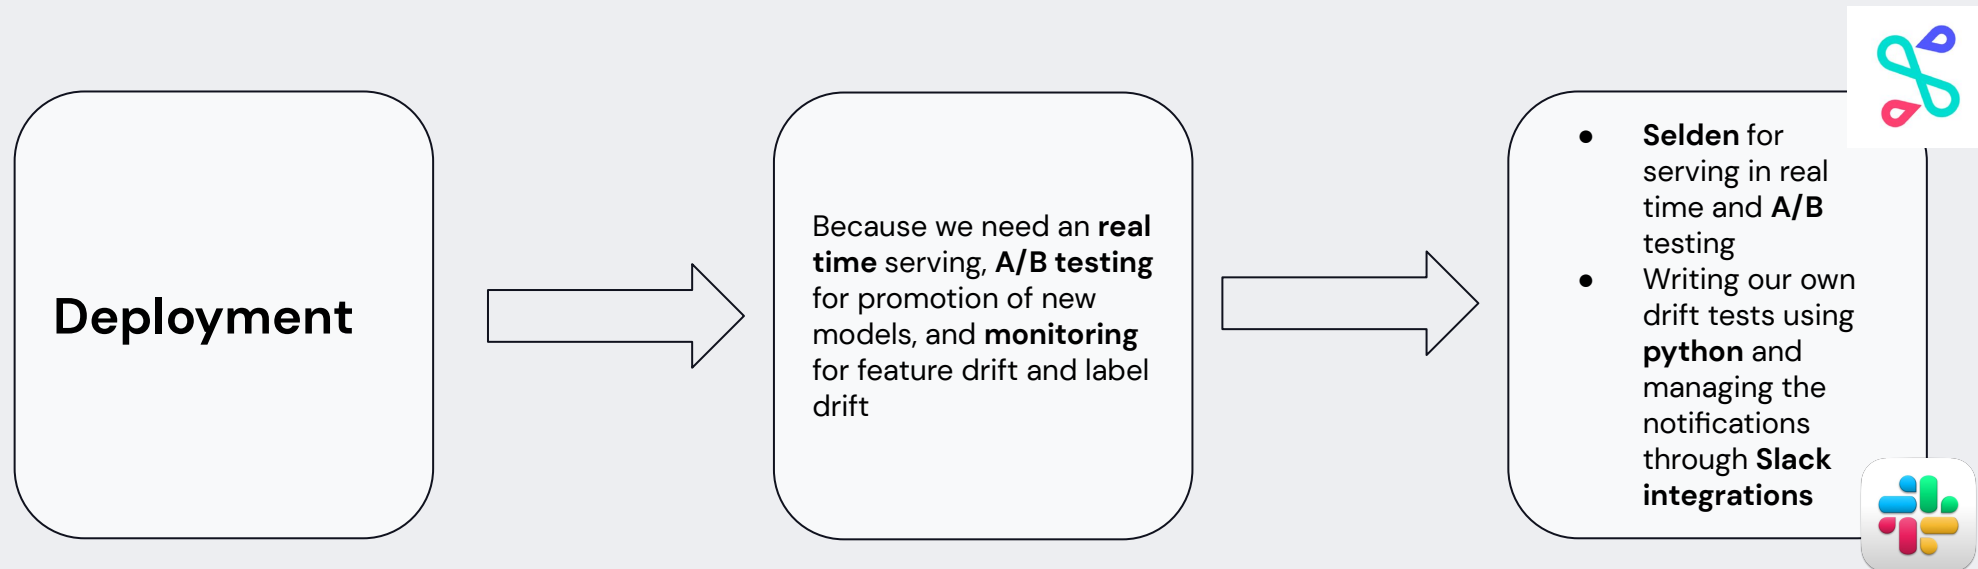 Deployment
Because we need an real
time serving, A/B testing
for promotion of new
models, and monitoring
for feature drift and label
drift
● Selden for
serving in real
time and A/B
testing
● Writing our own
drift tests using
python and
managing the
notifications
through Slack
integrations